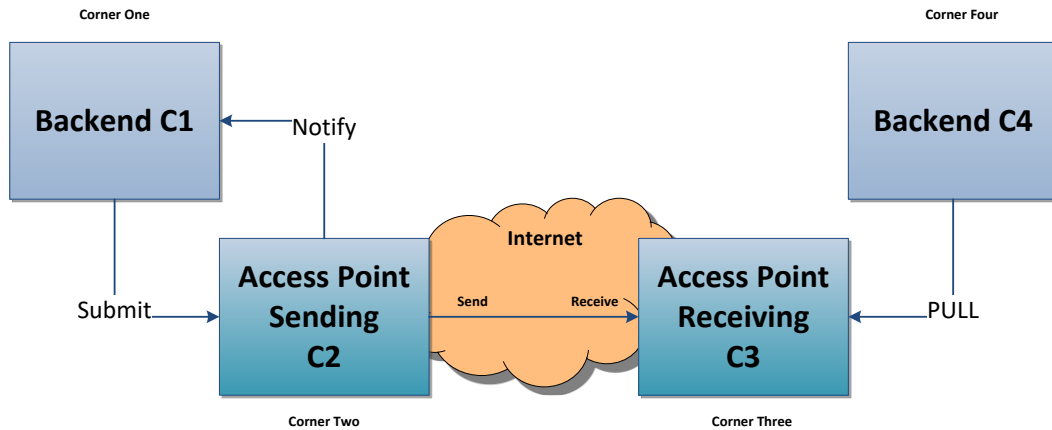 Corner One
Corner Four
Backend C1
Backend C4
Notify
Internet
Access Point
Sending
C2
Access Point
Receiving
C3
Submit
Send
Receive
PULL
Corner Two
Corner Three